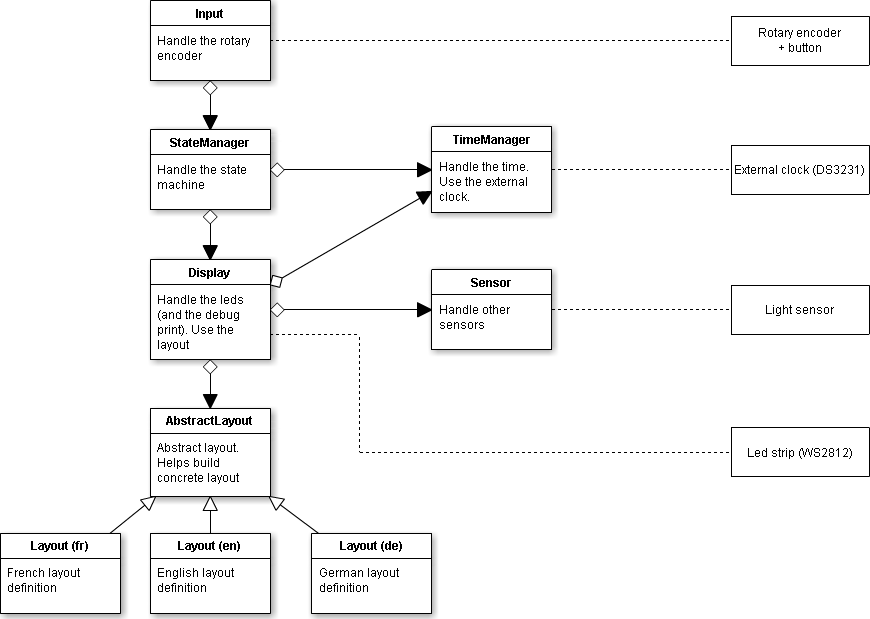 Input
Handle the rotary
encoder
Rotary encoder
+ button
StateManager
Handle the state
machine
TimeManager
Handle the time.
Use the external
clock.
External clock (DS3231)
Display
Handle the leds
(and the debug
print). Use the
layout
Sensor
Handle other
sensors
Light sensor
AbstractLayout
Abstract layout.
Helps build
concrete layout
Led strip (WS2812)
Layout (fr)
French layout
definition
Layout (en)
English layout
definition
Layout (de)
German layout
definition